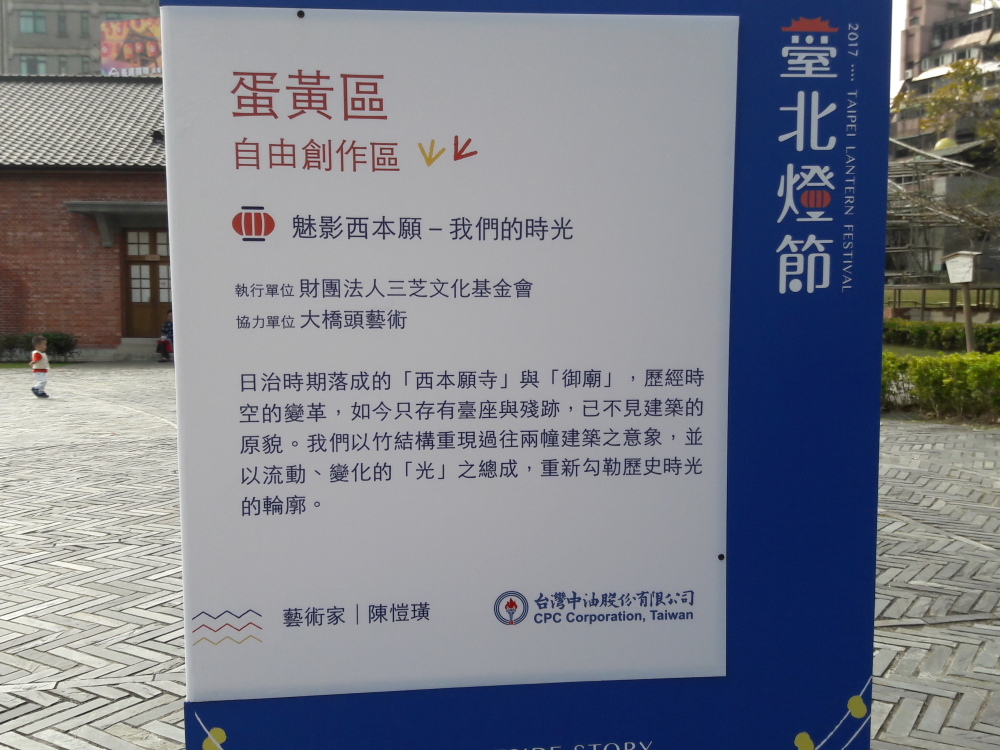 蛋黃區
自由創作區
魅影西本願 – 我們的時光
執行單位 財團法人三芝文化基金會
協力單位 大橋頭藝術
日治時期落成的「西本願寺」與「御廟」，歷經時
空的變革，如今只存有臺座與殘跡，已不見建築的
原貌。我們以竹結構重現過往兩幢建築之意象，並
以流動、變化的「光」之總成，重新勾勒歷史時光
的輪廓。
藝術家｜陳愷璜
台灣中油股份有限公司
CPC Corporation, Taiwan
臺北燈節
2017 .... TAIPEI LANTERN FESTIVAL
STORY